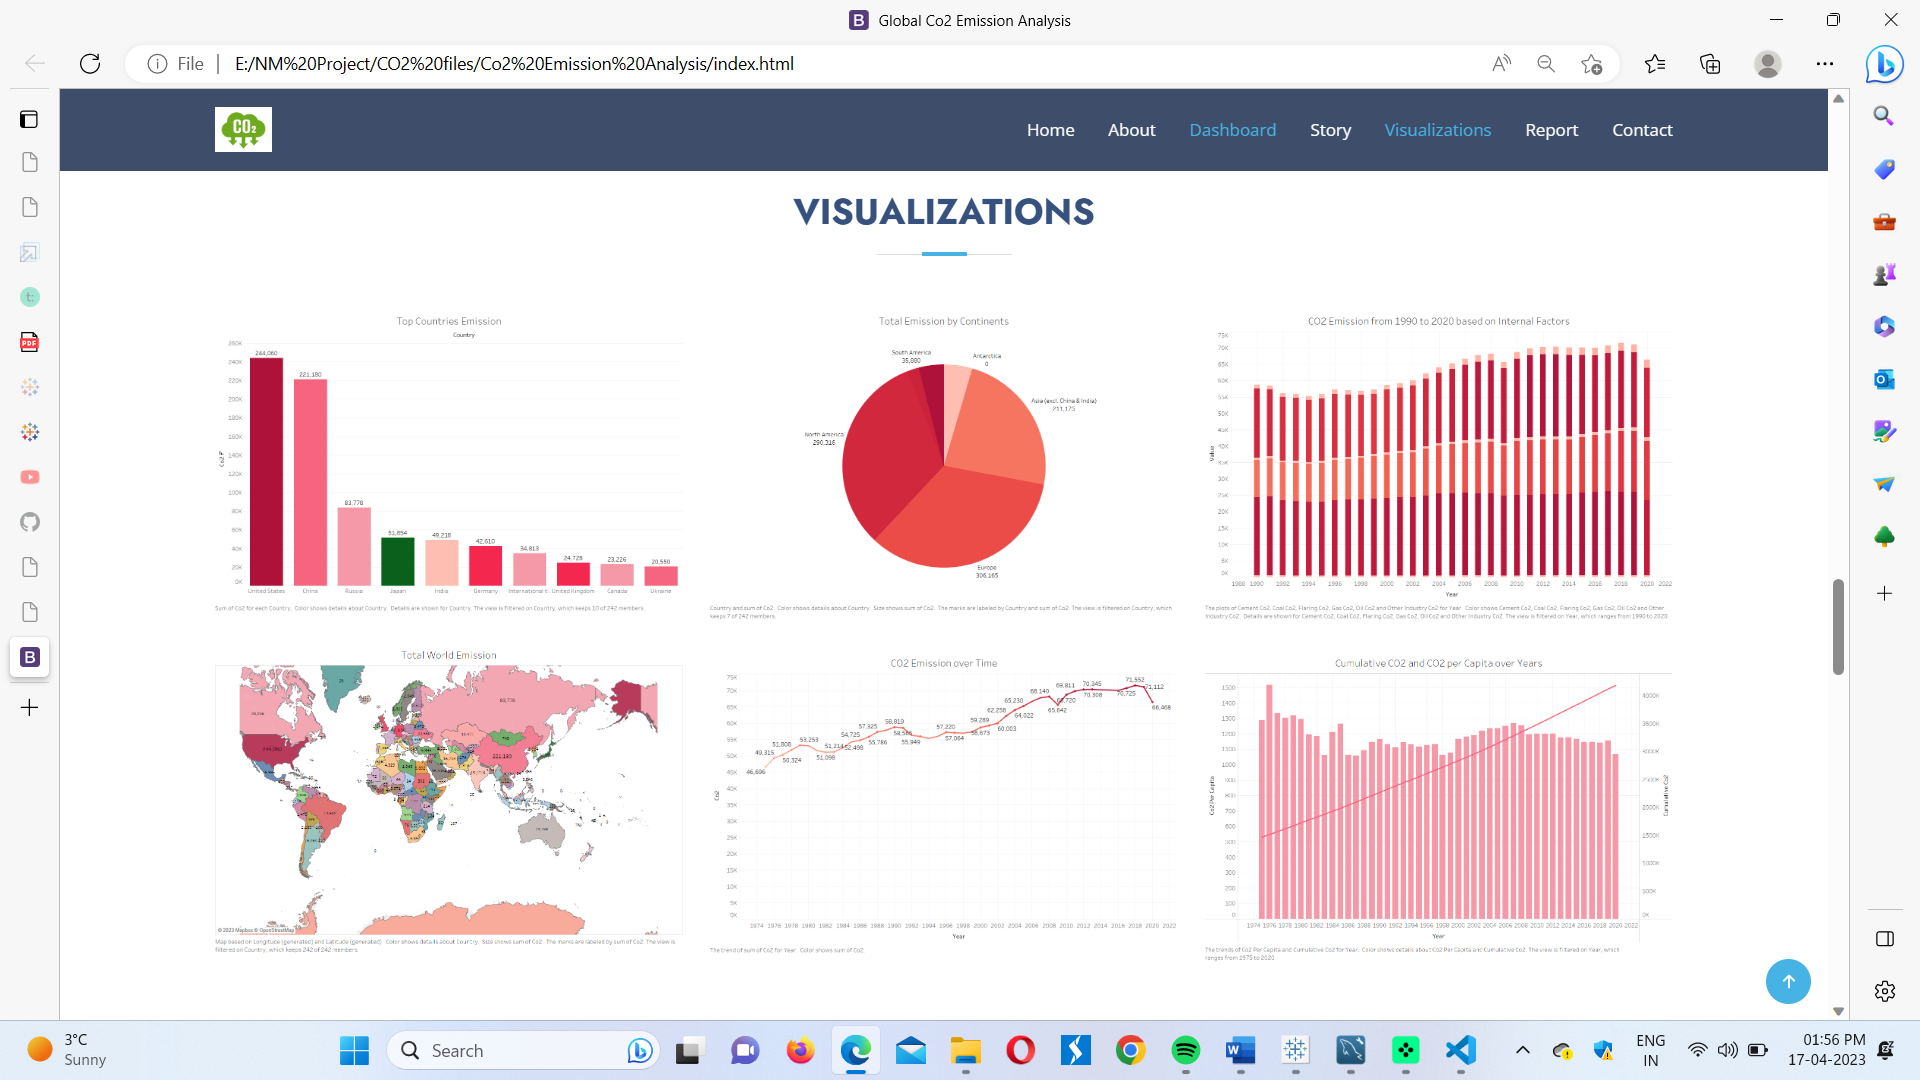 Global Co2 Emission Analysis
File
E:/NM%20Project/CO2%20files/Co2%20Emission%20Analysis/index.html
CO2
Home
About
Dashboard
Story
Visualizations
Report
Contact
VISUALIZATIONS
Top Countries Emission
Country
260K
240K
220K
200K
180K
160K
140K
120K
100K
80K
60K
40K
20K
0K
244,060
221,180
83,778
51,854
49,218
42,610
34,813
24,728
23,226
20,550
United States
China
Russia
Japan
India
Germany
International t..
United Kingdom
Canada
Ukraine
Sum of Co2 for each Country. Color shows details about Country. Details are shown for Country. The view is filtered on Country, which keeps 10 of 242 members.
Total Emission by Continents
South America
35,880
Antarctica
0
Asia (excl. China & India)
211,175
North America
290,316
Europe
306,165
Country and sum of Co2. Color shows details about Country. Size shows sum of Co2. The marks are labeled by Country and sum of Co2. The view is filtered on Country, which
keeps 7 of 242 members.
CO2 Emission from 1990 to 2020 based on Internal Factors
75K
70K
65K
60K
55K
50K
45K
40K
35K
30K
25K
20K
15K
10K
5K
0K
Value
1988 1990 1992 1994 1996 1998 2000 2002 2004 2006 2008 2010 2012 2014 2016 2018 2020 2022
Year
The plots of Cement Co2, Coal Co2, Flaring Co2, Gas Co2, Oil Co2 and Other Industry Co2 for Year. Color shows Cement Co2, Coal Co2, Flaring Co2, Gas Co2, Oil Co2 and Other
Industry Co2. Details are shown for Cement Co2, Coal Co2, Flaring Co2, Gas Co2, Oil Co2 and Other Industry Co2. The view is filtered on Year, which ranges from 1990 to 2020.
Total World Emission
221,180
© 2023 Mapbox © OpenStreetMap
Map based on Longitude (generated) and Latitude (generated). Color shows details about Country. Size shows sum of Co2. The marks are labeled by sum of Co2. The view is
filtered on Country, which keeps 242 of 242 members.
CO2 Emission over Time
75K
70K
65K
60K
55K
50K
45K
40K
35K
30K
25K
20K
15K
10K
5K
0K
Co2
46,696
49,315
51,808
50,324
53,253
51,098
51,214
52,498
54,725
57,325
55,786
58,819
58,565
55,949
57,220
57,064
59,289
58,673
62,258
60,003
65,230
64,622
68,140
65,642
69,811
69,720
70,345
70,308
70,725
71,552
71,112
66,468
1974 1976 1978 1980 1982 1984 1986 1988 1990 1992 1994 1996 1998 2000 2002 2004 2006 2008 2010 2012 2014 2016 2018 2020 2022
Year
The trend of sum of Co2 for Year. Color shows sum of Co2.
Cumulative CO2 and CO2 per Capita over Years
1500
1400
1300
1200
1100
1000
900
800
700
600
500
400
300
200
100
0
Co2 Per Capita
4000K
3500K
3000K
2500K
2000K
1500K
1000K
500K
0K
Cumulative Co2
1974 1976 1978 1980 1982 1984 1986 1988 1990 1992 1994 1996 1998 2000 2002 2004 2006 2008 2010 2012 2014 2016 2018 2020 2022
Year
The trends of Co2 Per Capita and Cumulative Co2 for Year. Color shows details about Co2 Per Capita and Cumulative Co2. The view is filtered on Year, which
ranges from 1975 to 2020.
3°C
Sunny
Search
ENG
IN
01:56 PM
17-04-2023